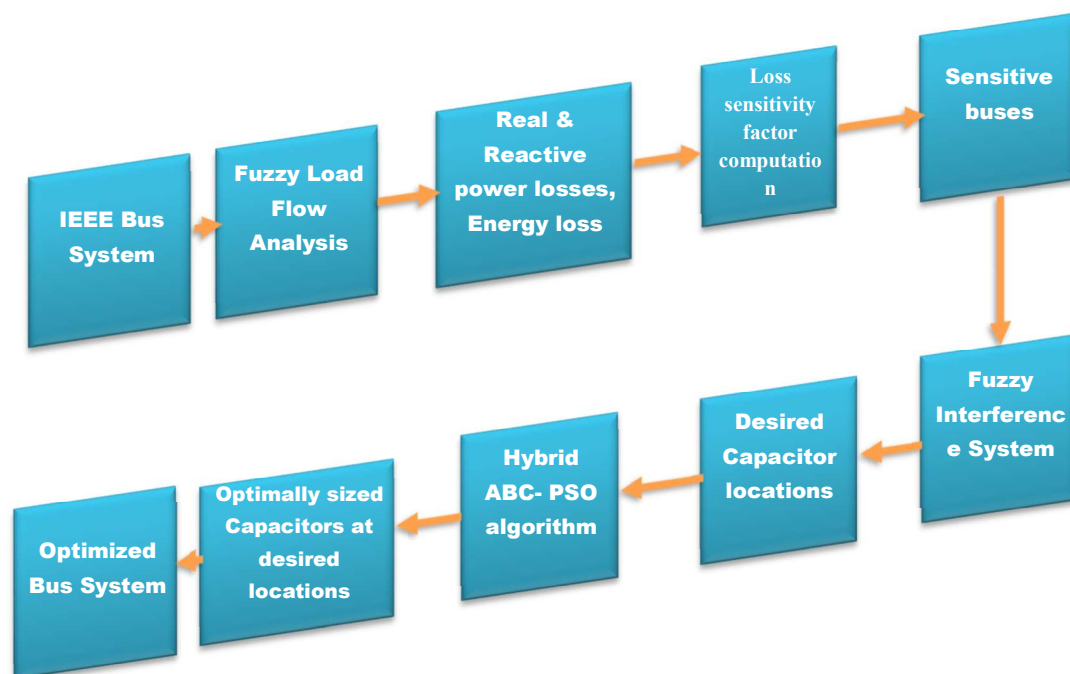 IEEE Bus
System
Fuzzy Load
Flow
Analysis
Real &
Reactive
power losses,
Energy loss
Loss
sensitivity
factor
computatio
n
Sensitive
buses
Fuzzy
Interferenc
e System
Desired
Capacitor
locations
Hybrid
ABC- PSO
algorithm
Optimally sized
Capacitors at
desired
locations
Optimized
Bus System